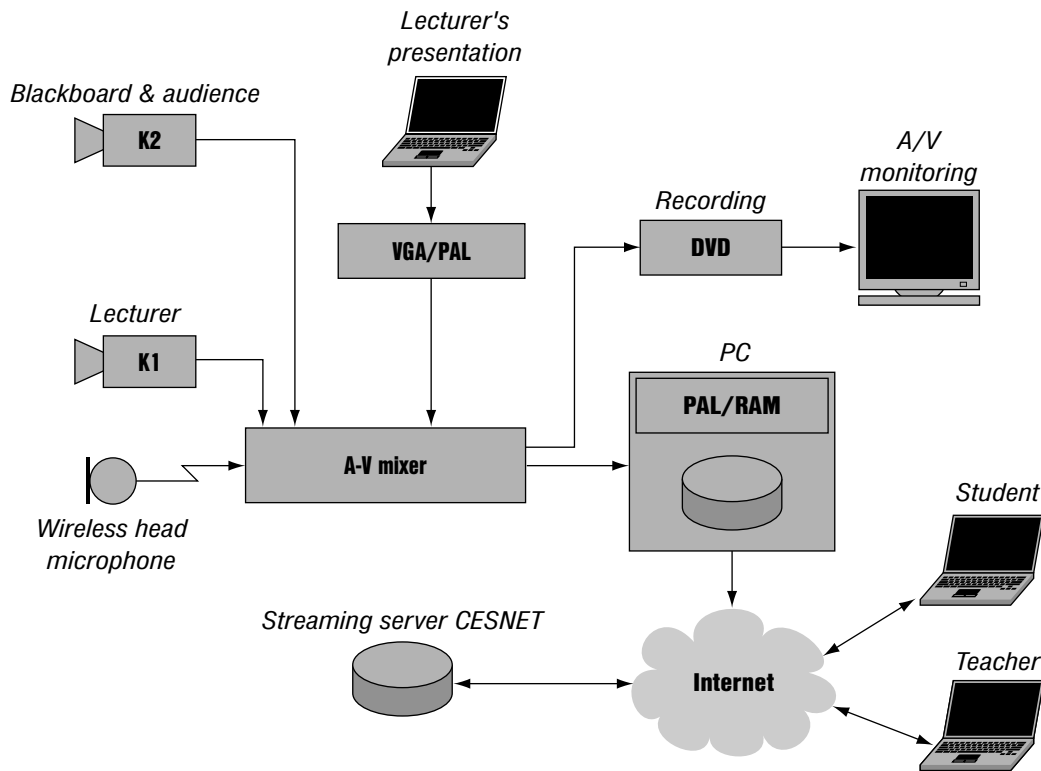 Lecturer's
presentation
Blackboard & audience
K2
A/V
monitoring
Recording
VGA/PAL
DVD
Lecturer
K1
PC
PAL/RAM
A-V mixer
Wireless head
microphone
Student
Streaming server CESNET
Internet
Teacher